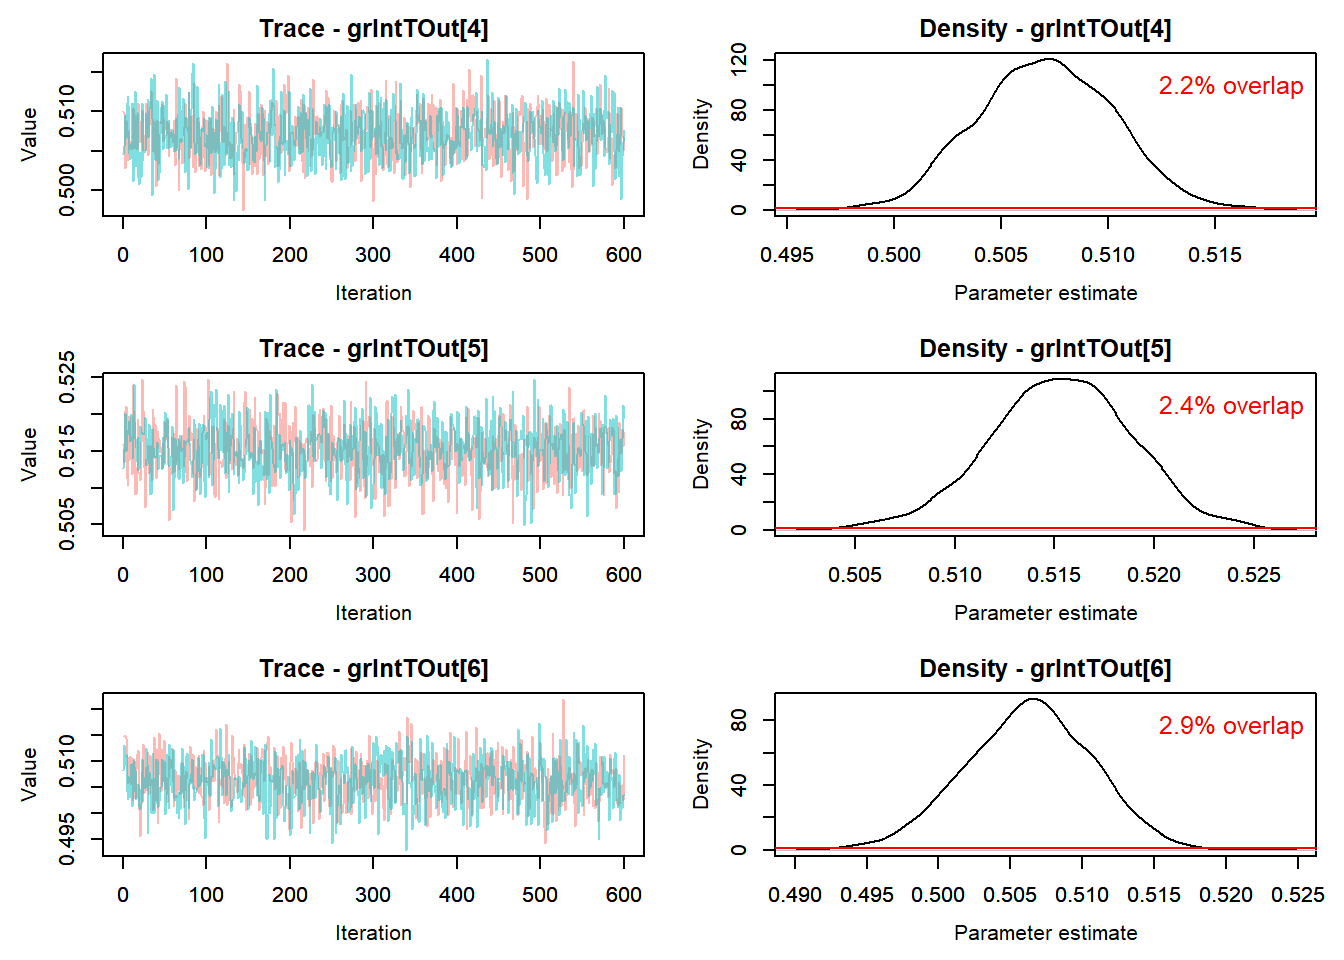 Trace - grIntTOut[4]
Value
0.500 0.510
0 100 200 300 400 500 600
Iteration
Density - grIntTOut[4]
Density
0 40 80 120
2.2% overlap
0.495 0.500 0.505 0.510 0.515
Parameter estimate
Trace - grIntTOut[5]
Value
0.505 0.515 0.525
0 100 200 300 400 500 600
Iteration
Density - grIntTOut[5]
Density
0 40 80
2.4% overlap
0.505 0.510 0.515 0.520 0.525
Parameter estimate
Trace - grIntTOut[6]
Value
0.495 0.510
0 100 200 300 400 500 600
Iteration
Density - grIntTOut[6]
Density
0 40 80
2.9% overlap
0.490 0.495 0.500 0.505 0.510 0.515 0.520 0.525
Parameter estimate